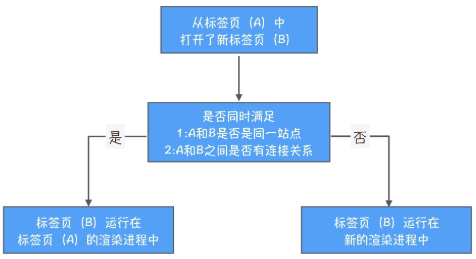 从标签页（A）中
打开了新标签页（B）
是否同时满足
1:A和B是否是同一站点
2:A和B之间是否有连接关系
是
否
标签页（B）运行在
标签页（A）的渲染进程中
标签页（B）运行在
新的渲染进程中